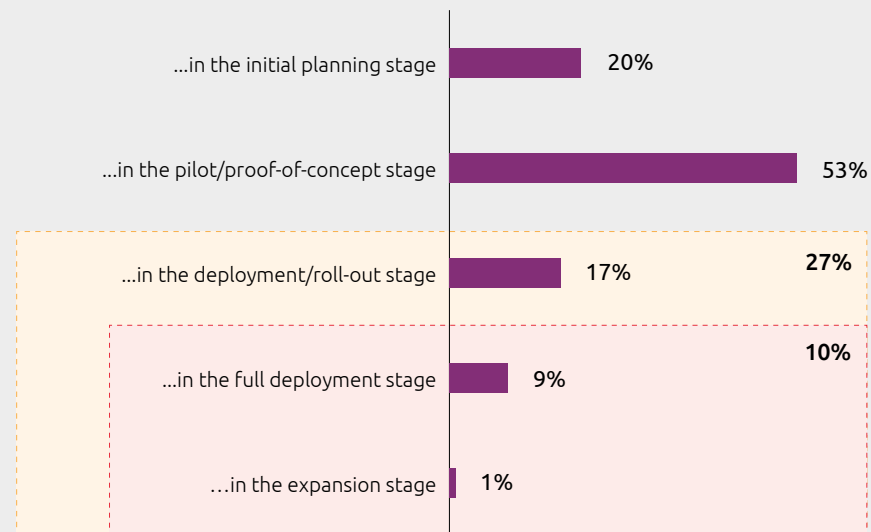 ...in the initial planning stage 20%
...in the pilot/proof-of-concept stage 53%
27%
...in the deployment/roll-out stage 17%
10%
...in the full deployment stage 9%
…in the expansion stage 1%